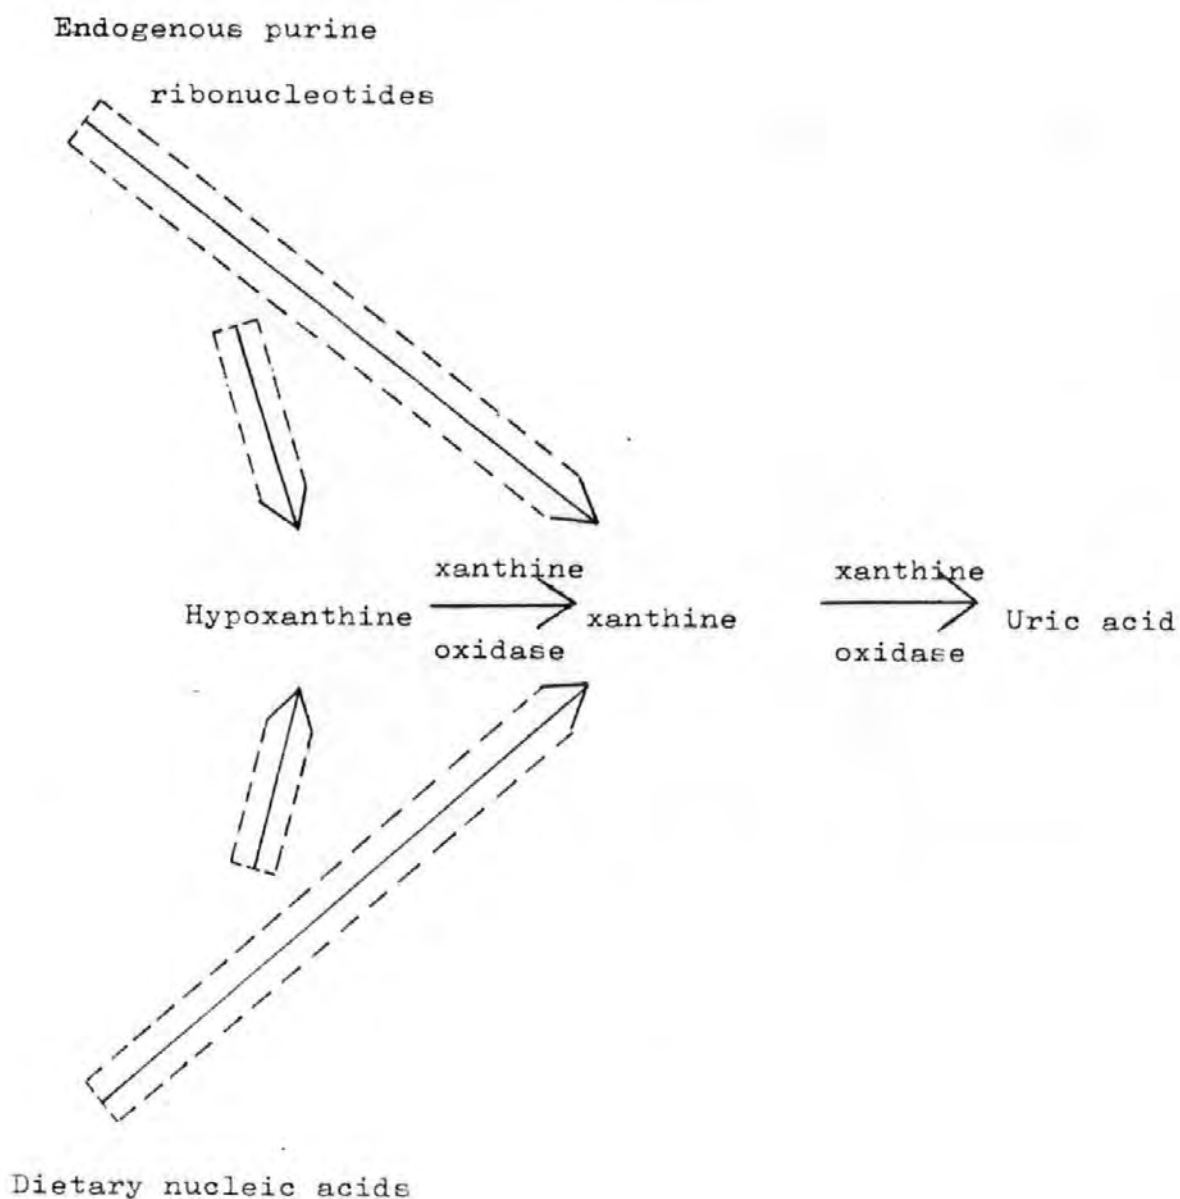 Endogenous purine
ribonucleotides
xanthine
xanthine
Hypoxanthine
xanthine
Uric acid
oxidase
oxidase
Dietary nucleic acids